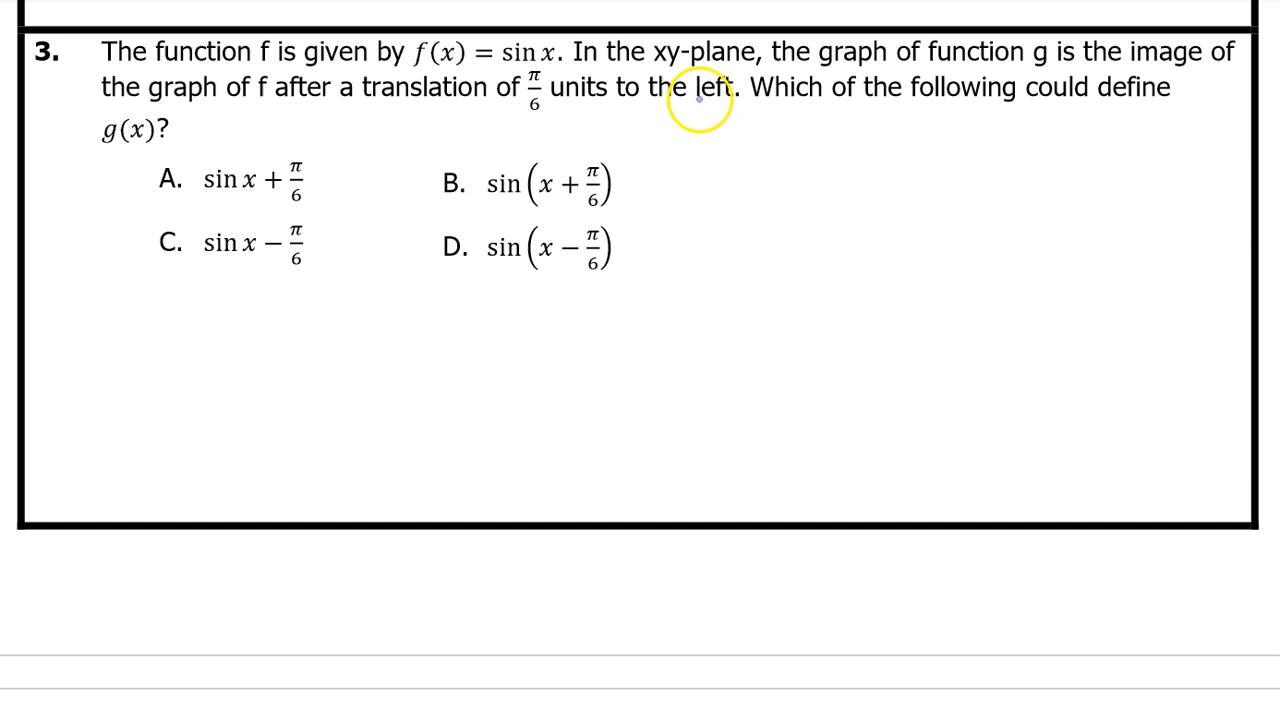 3. The function f is given by f(x) = sin x. In the xy-plane, the graph of function g is the image of
the graph of f after a translation of π/6 units to the left. Which of the following could define
g(x)?
A. sin x + π/6 B. sin(x + π/6)
C. sin x − π/6 D. sin(x − π/6)